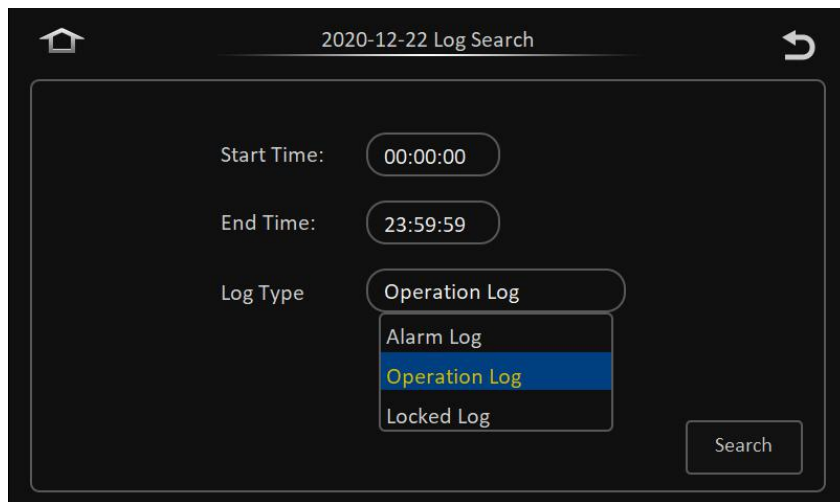 2020-12-22 Log Search
Start Time: 00:00:00
End Time: 23:59:59
Log Type Operation Log
Alarm Log
Operation Log
Locked Log
Search